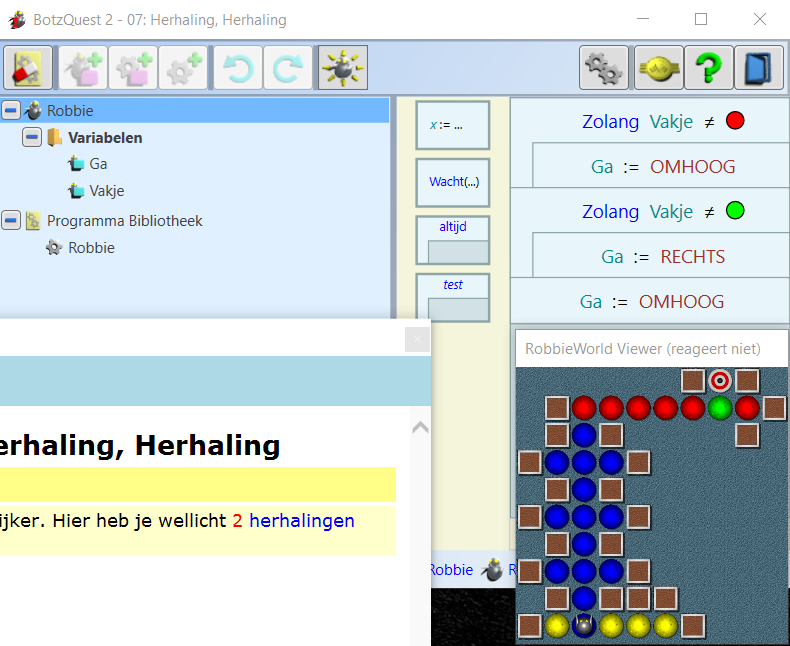 BotzQuest 2 - 07: Herhaling, Herhaling
Robbie
Variabelen
Ga
Vakje
Programma Bibliotheek
Robbie
x := ...
Wacht(...)
altijd
test
Zolang Vakje ≠
Ga := OMHOOG
Zolang Vakje ≠
Ga := RECHTS
Ga := OMHOOG
RobbieWorld Viewer (reageert niet)
erhaling, Herhaling
ijker. Hier heb je wellicht 2 herhalingen
Robbie R